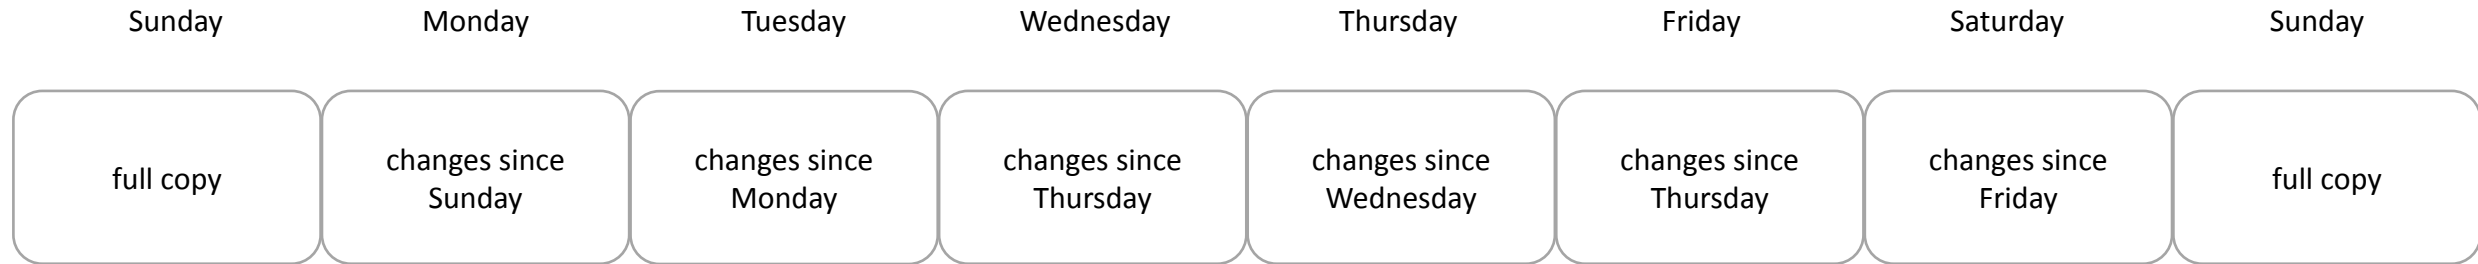 Sunday Monday Tuesday Wednesday Thursday Friday Saturday Sunday
full copy
changes since
Sunday
changes since
Monday
changes since
Thursday
changes since
Wednesday
changes since
Thursday
changes since
Friday
full copy